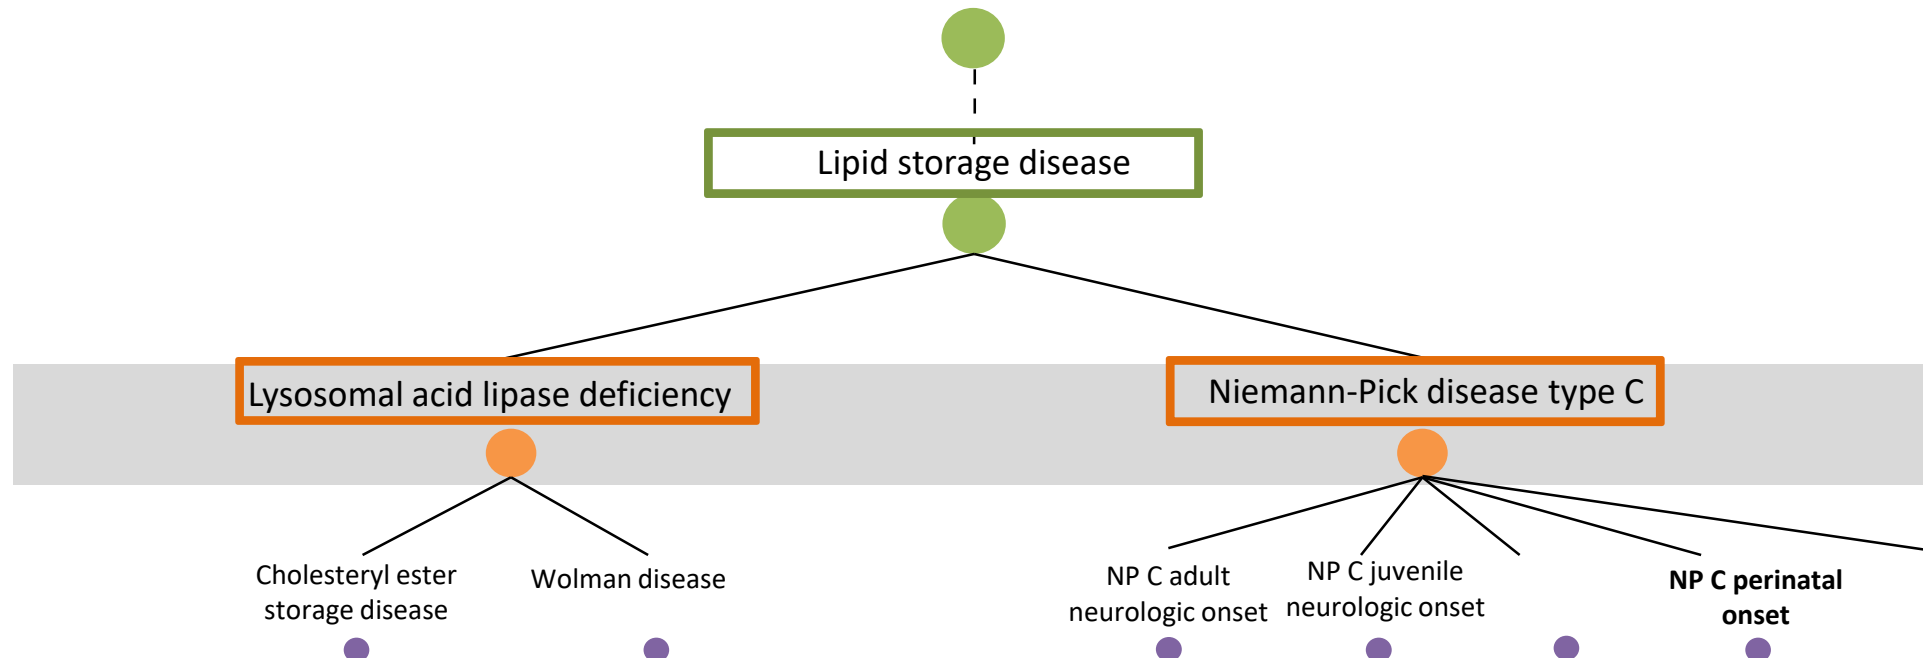 Lipid storage disease
Lysosomal acid lipase deficiency
Niemann-Pick disease type C
Cholesteryl ester
storage disease
Wolman disease
NP C adult
neurologic onset
NP C juvenile
neurologic onset
NP C perinatal
onset